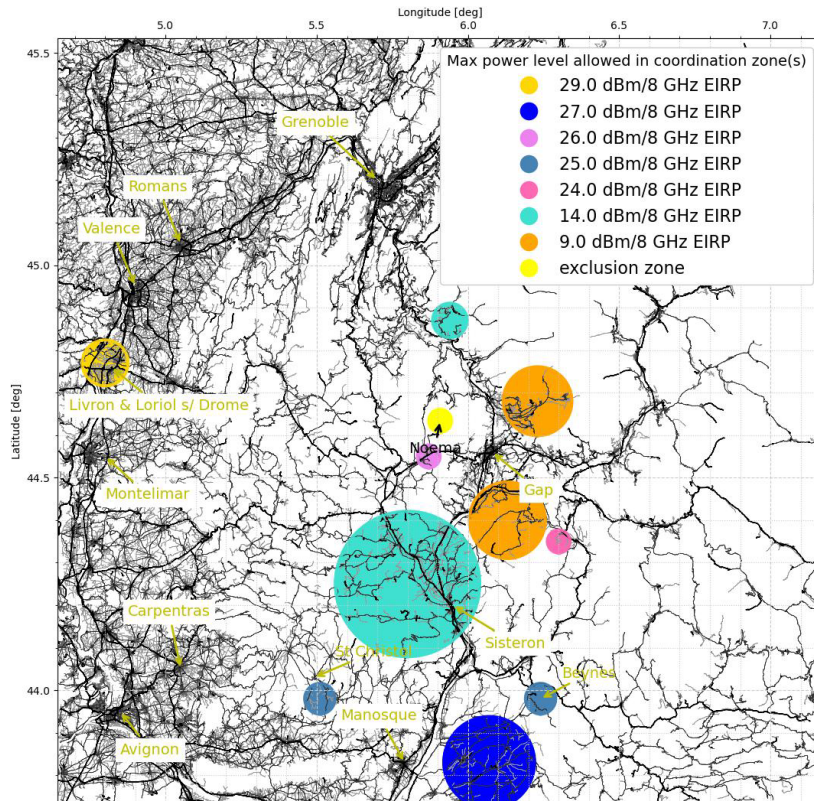 Longitude [deg]
5.0 5.5 6.0 6.5 7.0
45.5
Max power level allowed in coordination zone(s)
29.0 dBm/8 GHz EIRP
27.0 dBm/8 GHz EIRP
26.0 dBm/8 GHz EIRP
25.0 dBm/8 GHz EIRP
24.0 dBm/8 GHz EIRP
14.0 dBm/8 GHz EIRP
9.0 dBm/8 GHz EIRP
exclusion zone
Grenoble
Romans
Valence
45.0
Livron & Loriol s/ Drome
Latitude [deg]
Noema
44.5
Montelimar
Gap
Carpentras
Sisteron
St Christol
Beynes
44.0
Manosque
Avignon